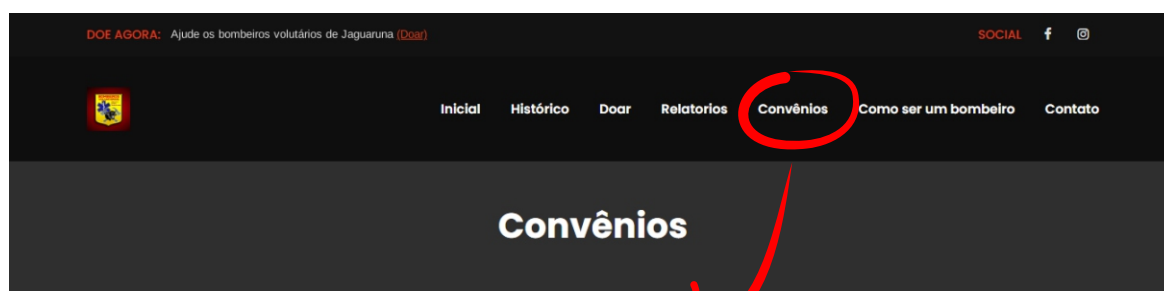 DOE AGORA: Ajude os bombeiros volutários de Jaguaruna (Doar) SOCIAL
Inicial Histórico Doar Relatorios Convênios Como ser um bombeiro Contato
Convênios